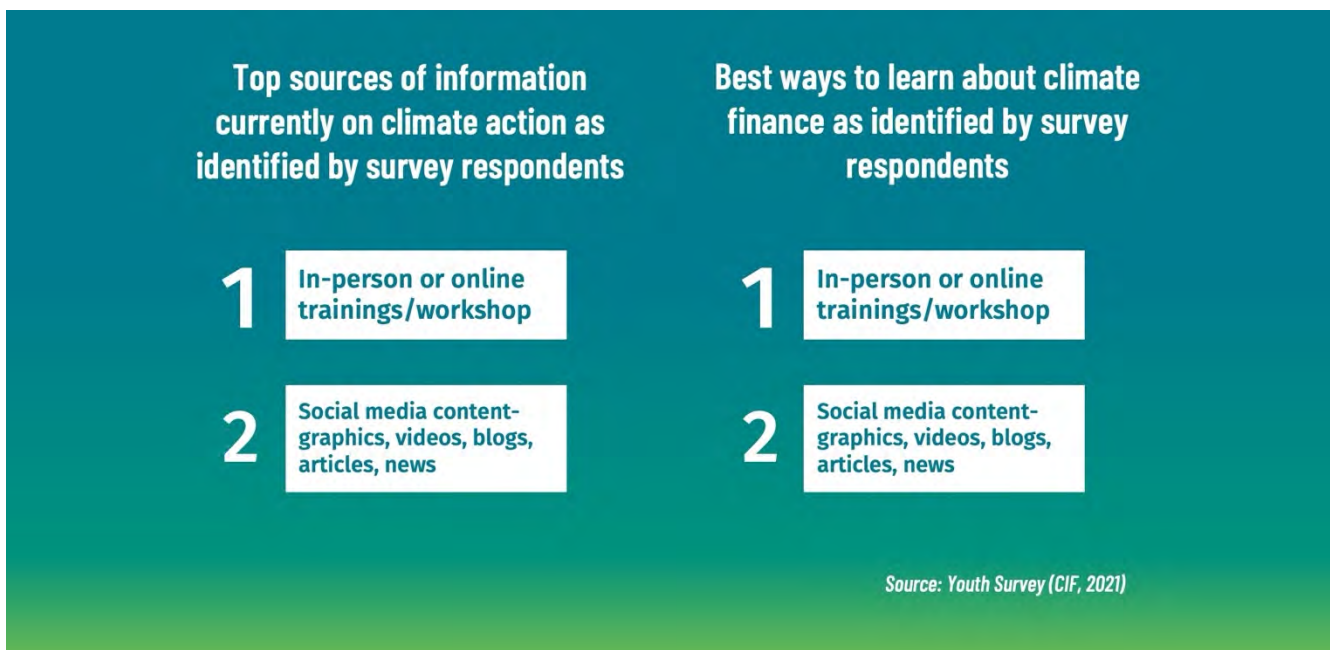 Top sources of information
currently on climate action as
identified by survey respondents
1
In-person or online
trainings/workshop
2
Social media content-
graphics, videos, blogs,
articles, news
Best ways to learn about climate
finance as identified by survey
respondents
1
In-person or online
trainings/workshop
2
Social media content-
graphics, videos, blogs,
articles, news
Source: Youth Survey (CIF, 2021)